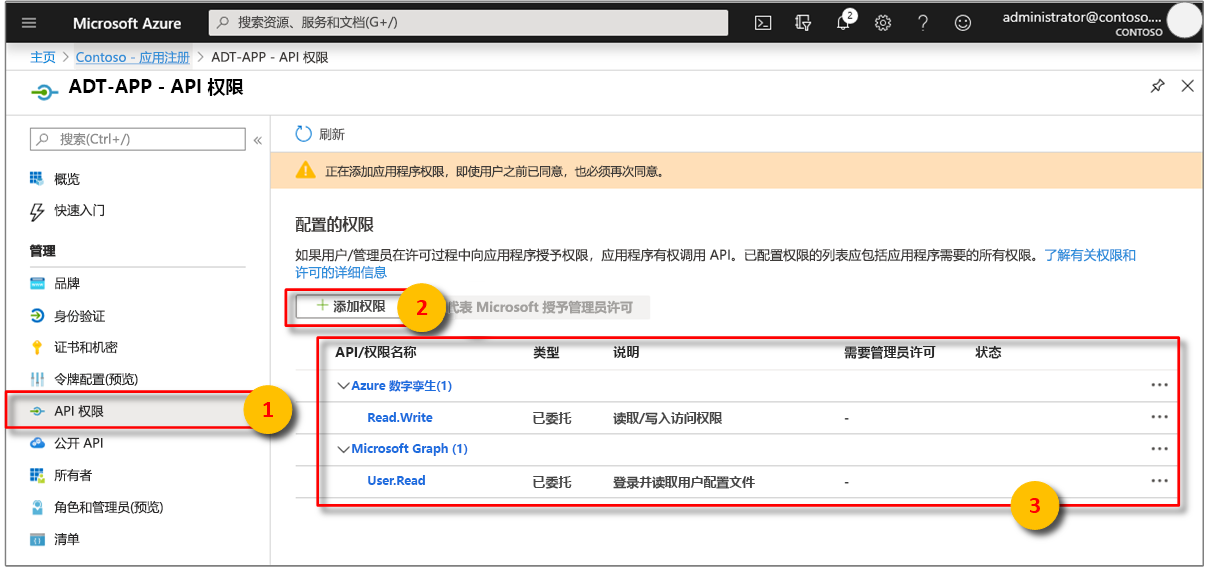 Microsoft Azure
搜索资源、服务和文档(G+/)
2
administrator@contoso....
CONTOSO
主页 > Contoso - 应用注册 > ADT-APP - API 权限
ADT-APP - API 权限
搜索(Ctrl+/)
«
概览
快速入门
管理
品牌
身份验证
证书和机密
令牌配置(预览)
API 权限
1
公开 API
所有者
角色和管理员(预览)
清单
刷新
正在添加应用程序权限，即使用户之前已同意，也必须再次同意。
配置的权限
如果用户/管理员在许可过程中向应用程序授予权限，应用程序有权调用 API。已配置权限的列表应包括应用程序需要的所有权限。了解有关权限和
许可的详细信息
+ 添加权限
2
代表 Microsoft 授予管理员许可
API/权限名称 类型 说明 需要管理员许可 状态
Azure 数字孪生(1) ...
Read.Write 已委托 读取/写入访问权限 - ...
Microsoft Graph (1) ...
User.Read 已委托 登录并读取用户配置文件 - ...
3